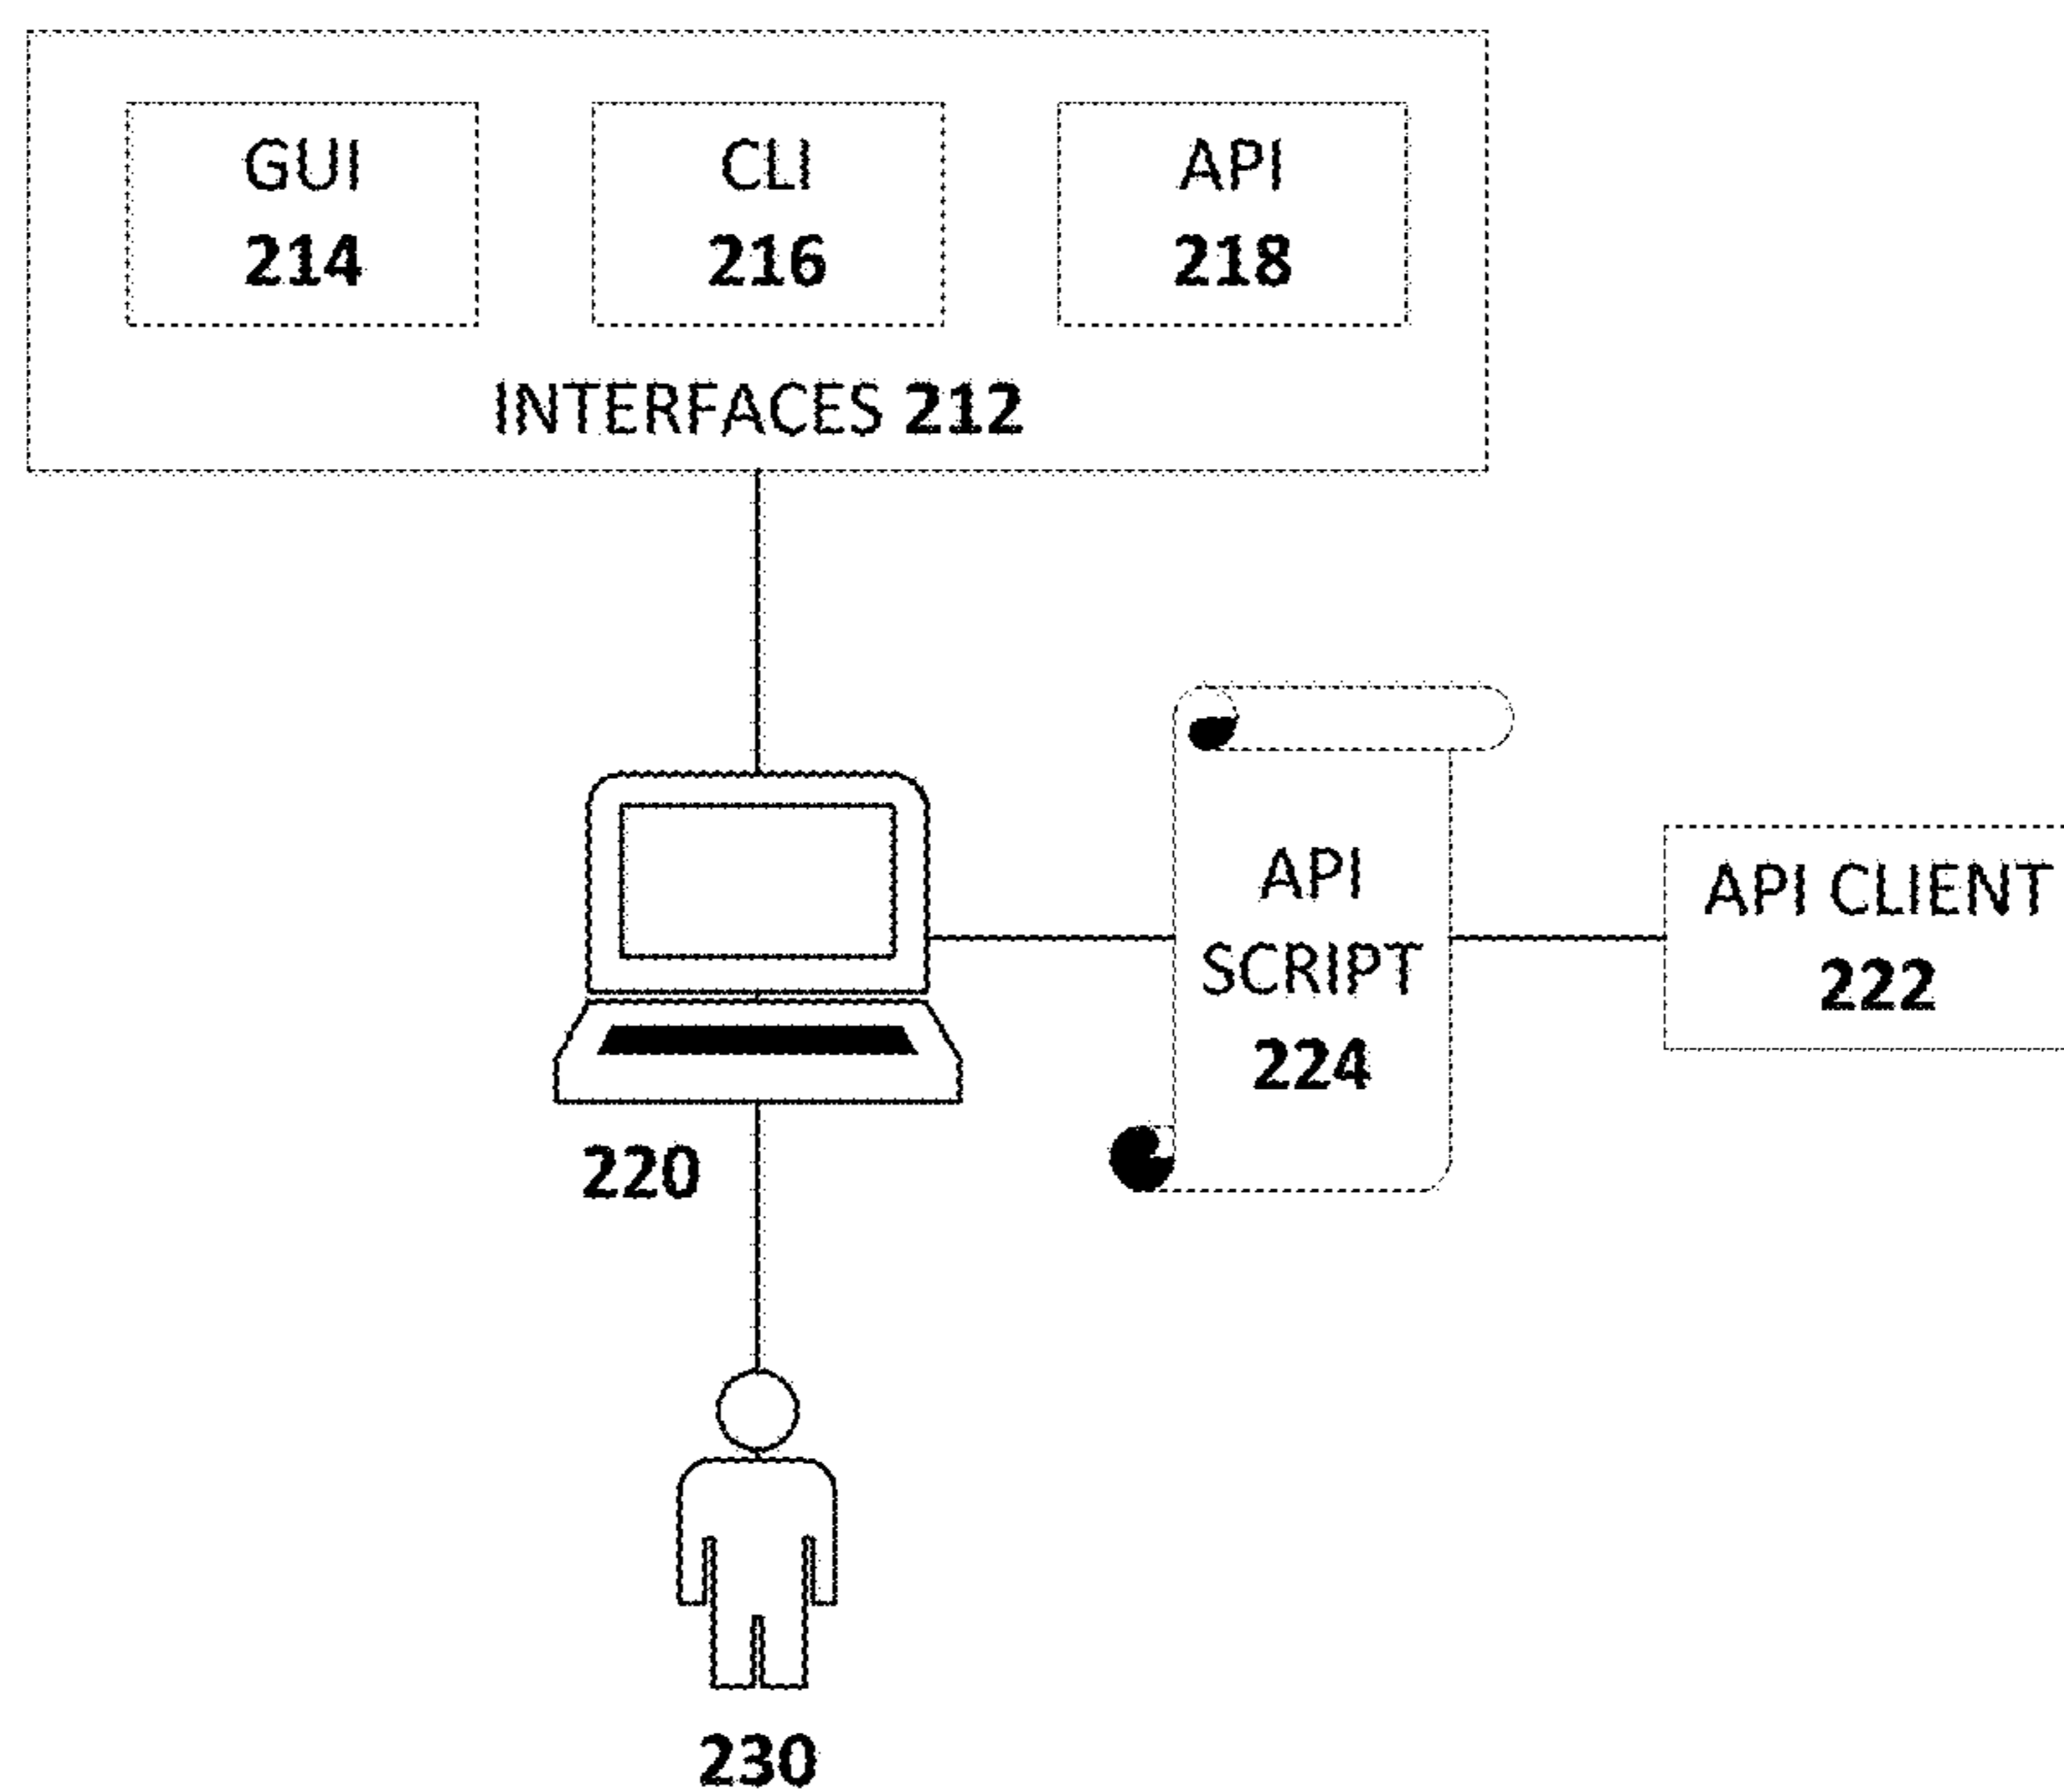 GUI
214
CLI
216
API
218
INTERFACES 212
API
SCRIPT
224
API CLIENT
222
220
230